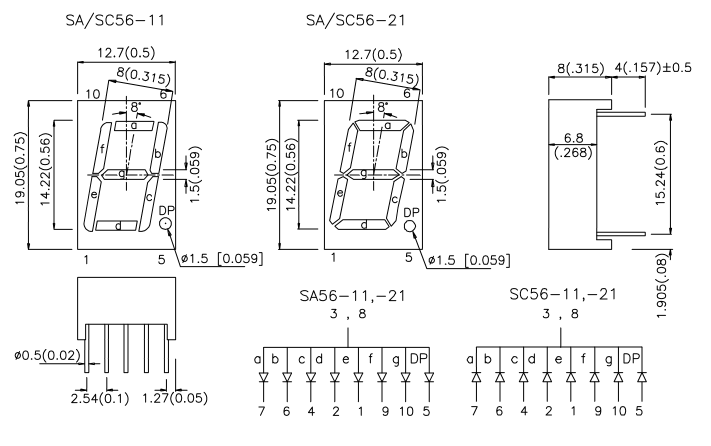 SA/SC56-11
SA/SC56-21
12.7(0.5)
8(0.315)
10
6
8°
a
f
b
g
e
c
d
DP
19.05(0.75)
14.22(0.56)
1.5(.059)
1
5
ø1.5 [0.059]
12.7(0.5)
8(0.315)
10
6
8°
a
f
b
g
e
c
d
DP
19.05(0.75)
14.22(0.56)
1.5(.059)
1
5
ø1.5 [0.059]
8(.315)
4(.157)±0.5
6.8
(.268)
15.24(0.6)
1.905(.08)
ø0.5(0.02)
2.54(0.1)
1.27(0.05)
SA56-11,-21
3 , 8
a b c d e f g DP
7 6 4 2 1 9 10 5
SC56-11,-21
3 , 8
a b c d e f g DP
7 6 4 2 1 9 10 5